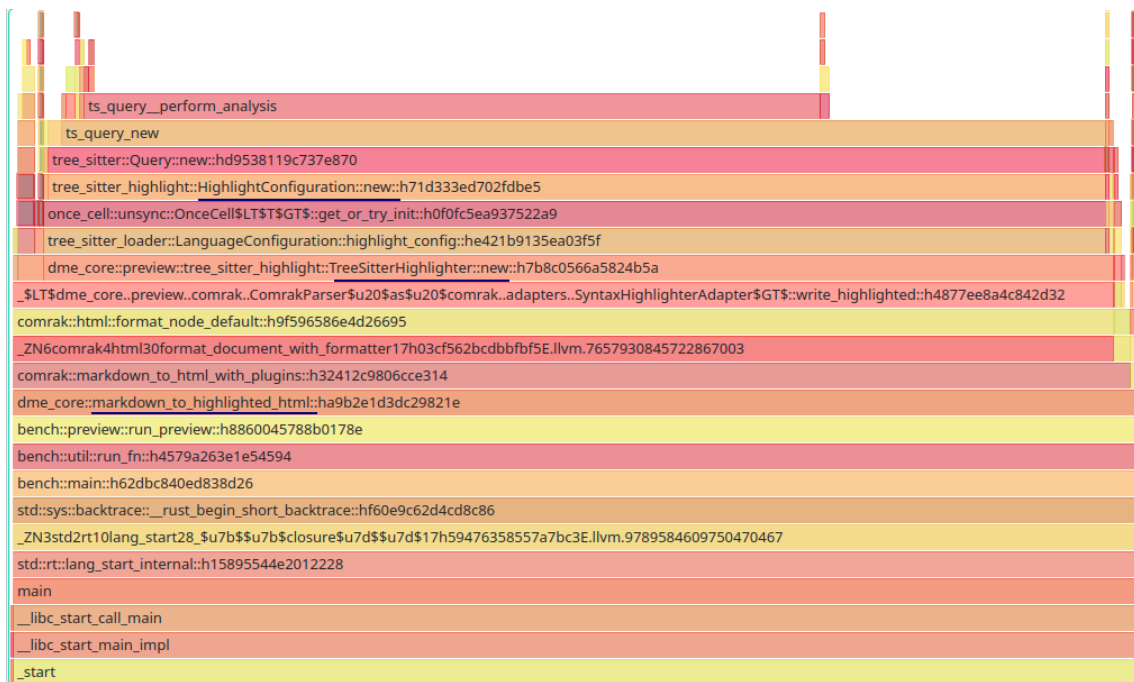 ts_query__perform_analysis
ts_query_new
tree_sitter::Query::new::hd9538119c737e870
tree_sitter_highlight::HighlightConfiguration::new::h71d333ed702fdbe5
once_cell::unsync::OnceCell$LT$T$GT$::get_or_try_init::h0f0fc5ea937522a9
tree_sitter_loader::LanguageConfiguration::highlight_config::he421b9135ea03f5f
dme_core::preview::tree_sitter_highlight::TreeSitterHighlighter::new::h7b8c0566a5824b5a
_$LT$dme_core..preview..comrak..ComrakParser$u20$as$u20$comrak..adapters..SyntaxHighlighterAdapter$GT$::write_highlighted::h4877ee8a4c842d32
comrak::html::format_node_default::h9f596586e4d26695
_ZN6comrak4html30format_document_with_formatter17h03cf562bcdbbfbf5E.llvm.7657930845722867003
comrak::markdown_to_html_with_plugins::h32412c9806cce314
dme_core::markdown_to_highlighted_html::ha9b2e1d3dc29821e
bench::preview::run_preview::h8860045788b0178e
bench::util::run_fn::h4579a263e1e54594
bench::main::h62dbc840ed838d26
std::sys::backtrace::__rust_begin_short_backtrace::hf60e9c62d4cd8c86
_ZN3std2rt10lang_start28_$u7b$$u7b$closure$u7d$$u7d$17h59476358557a7bc3E.llvm.9789584609750470467
std::rt::lang_start_internal::h15895544e2012228
main
__libc_start_call_main
__libc_start_main_impl
_start